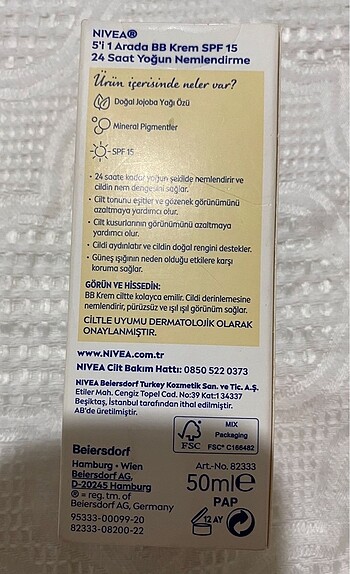 NIVEA®
5'i 1 Arada BB Krem SPF 15
24 Saat Yoğun Nemlendirme
Ürün içerisinde neler var?
Doğal Jojoba Yağı Özü
Mineral Pigmentler
SPF 15
• 24 saate kadar yoğun şekilde nemlendirir ve
cildin nem dengesini sağlar.
• Cilt tonunu eşitler ve gözenek görünümünü
azaltmaya yardımcı olur.
• Cilt kusurlarının görünümünü azaltmaya
yardımcı olur.
• Cildi aydınlatır ve cildin doğal rengini destekler.
• Güneş ışığının neden olduğu etkilere karşı
koruma sağlar.
GÖRÜN VE HİSSEDİN:
BB Krem ciltte kolayca emilir. Cildi derinlemesine
nemlendirir, pürüzsüz ve ışıl ışıl görünüm sağlar.
CİLTLE UYUMU DERMATOLOJİK OLARAK
ONAYLANMIŞTIR.
www.NIVEA.com.tr
NIVEA Cilt Bakım Hattı: 0850 522 0373
NIVEA Beiersdorf Turkey Kozmetik San. ve Tic. A.Ş.
Etiler Mah. Cengiz Topel Cad. No:39 Kat:1 34337
Beşiktaş, İstanbul tarafından ithal edilmiştir.
AB'de üretilmiştir.
FSC
MIX
Packaging
FSC® C166482
Beiersdorf
Hamburg • Wien
Beiersdorf AG,
D-20245 Hamburg
® = reg. tm. of
Beiersdorf AG, Germany
95333-00099-20
82333-08200-22
Art.-No. 82333
50ml e
PAP
12 AY